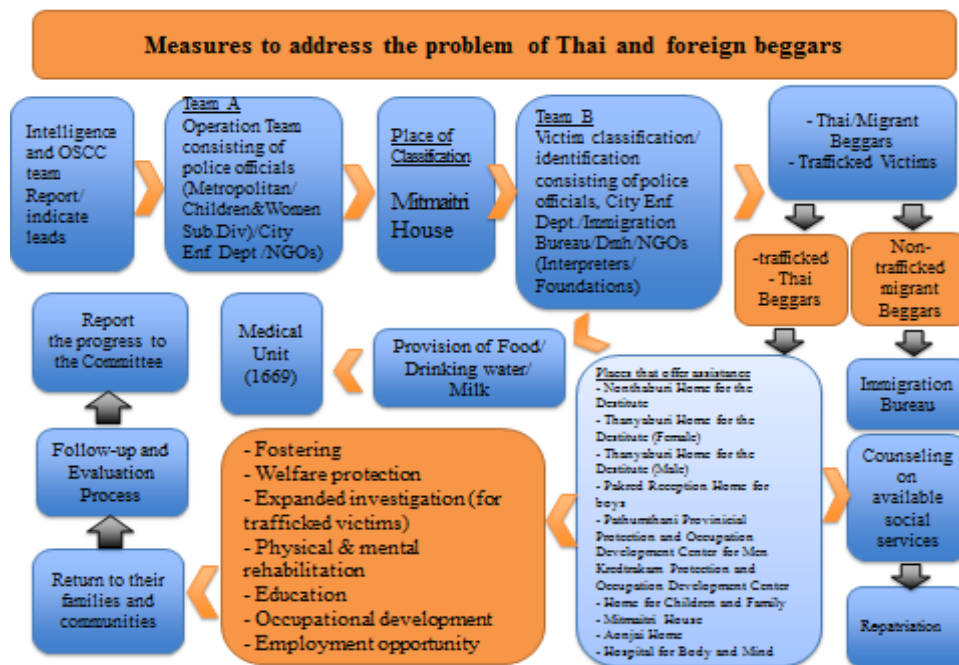 Measures to address the problem of Thai and foreign beggars
Intelligence
and OSCC
team
Report/
indicate
leads
Team A
Operation Team
consisting of
police officials
(Metropolitan/
Children&Women
Sub.Div)/City
Enf. Dept /NGOs)
Place of
Classification
Mitmaitri
House
Team B
Victim classification/
identification
consisting of police
officials, City Enf
Dept./Immigration
Bureau/Dmh/NGOs
(Interpreters/
Foundations)
- Thai/Migrant
Beggars
- Trafficked Victims
-trafficked
- Thai
Beggars
Non-
trafficked
migrant
Beggars
Report
the progress to
the Committee
Medical
Unit
(1669)
Provision of Food/
Drinking water/
Milk
Places that offer assistance
- Nonthaburi Home for the
Destitute
- Thanyaburi Home for the
Destitute (Female)
- Thanyaburi Home for the
Destitute (Male)
- Pakred Reception Home for
boys
- Pathumthani Provinicial
Protection and Occupation
Development Center for Men
Kredtrakarn Protection and
Occupation Development Center
- Home for Children and Family
- Mitmaitri House
- Aonjai Home
- Hospital for Body and Mind
Immigration
Bureau
Follow-up and
Evaluation
Process
- Fostering
- Welfare protection
- Expanded investigation (for
trafficked victims)
- Physical & mental
rehabilitation
- Education
- Occupational development
- Employment opportunity
Counseling
on
available
social
services
Return to their
families and
communities
Repatriation